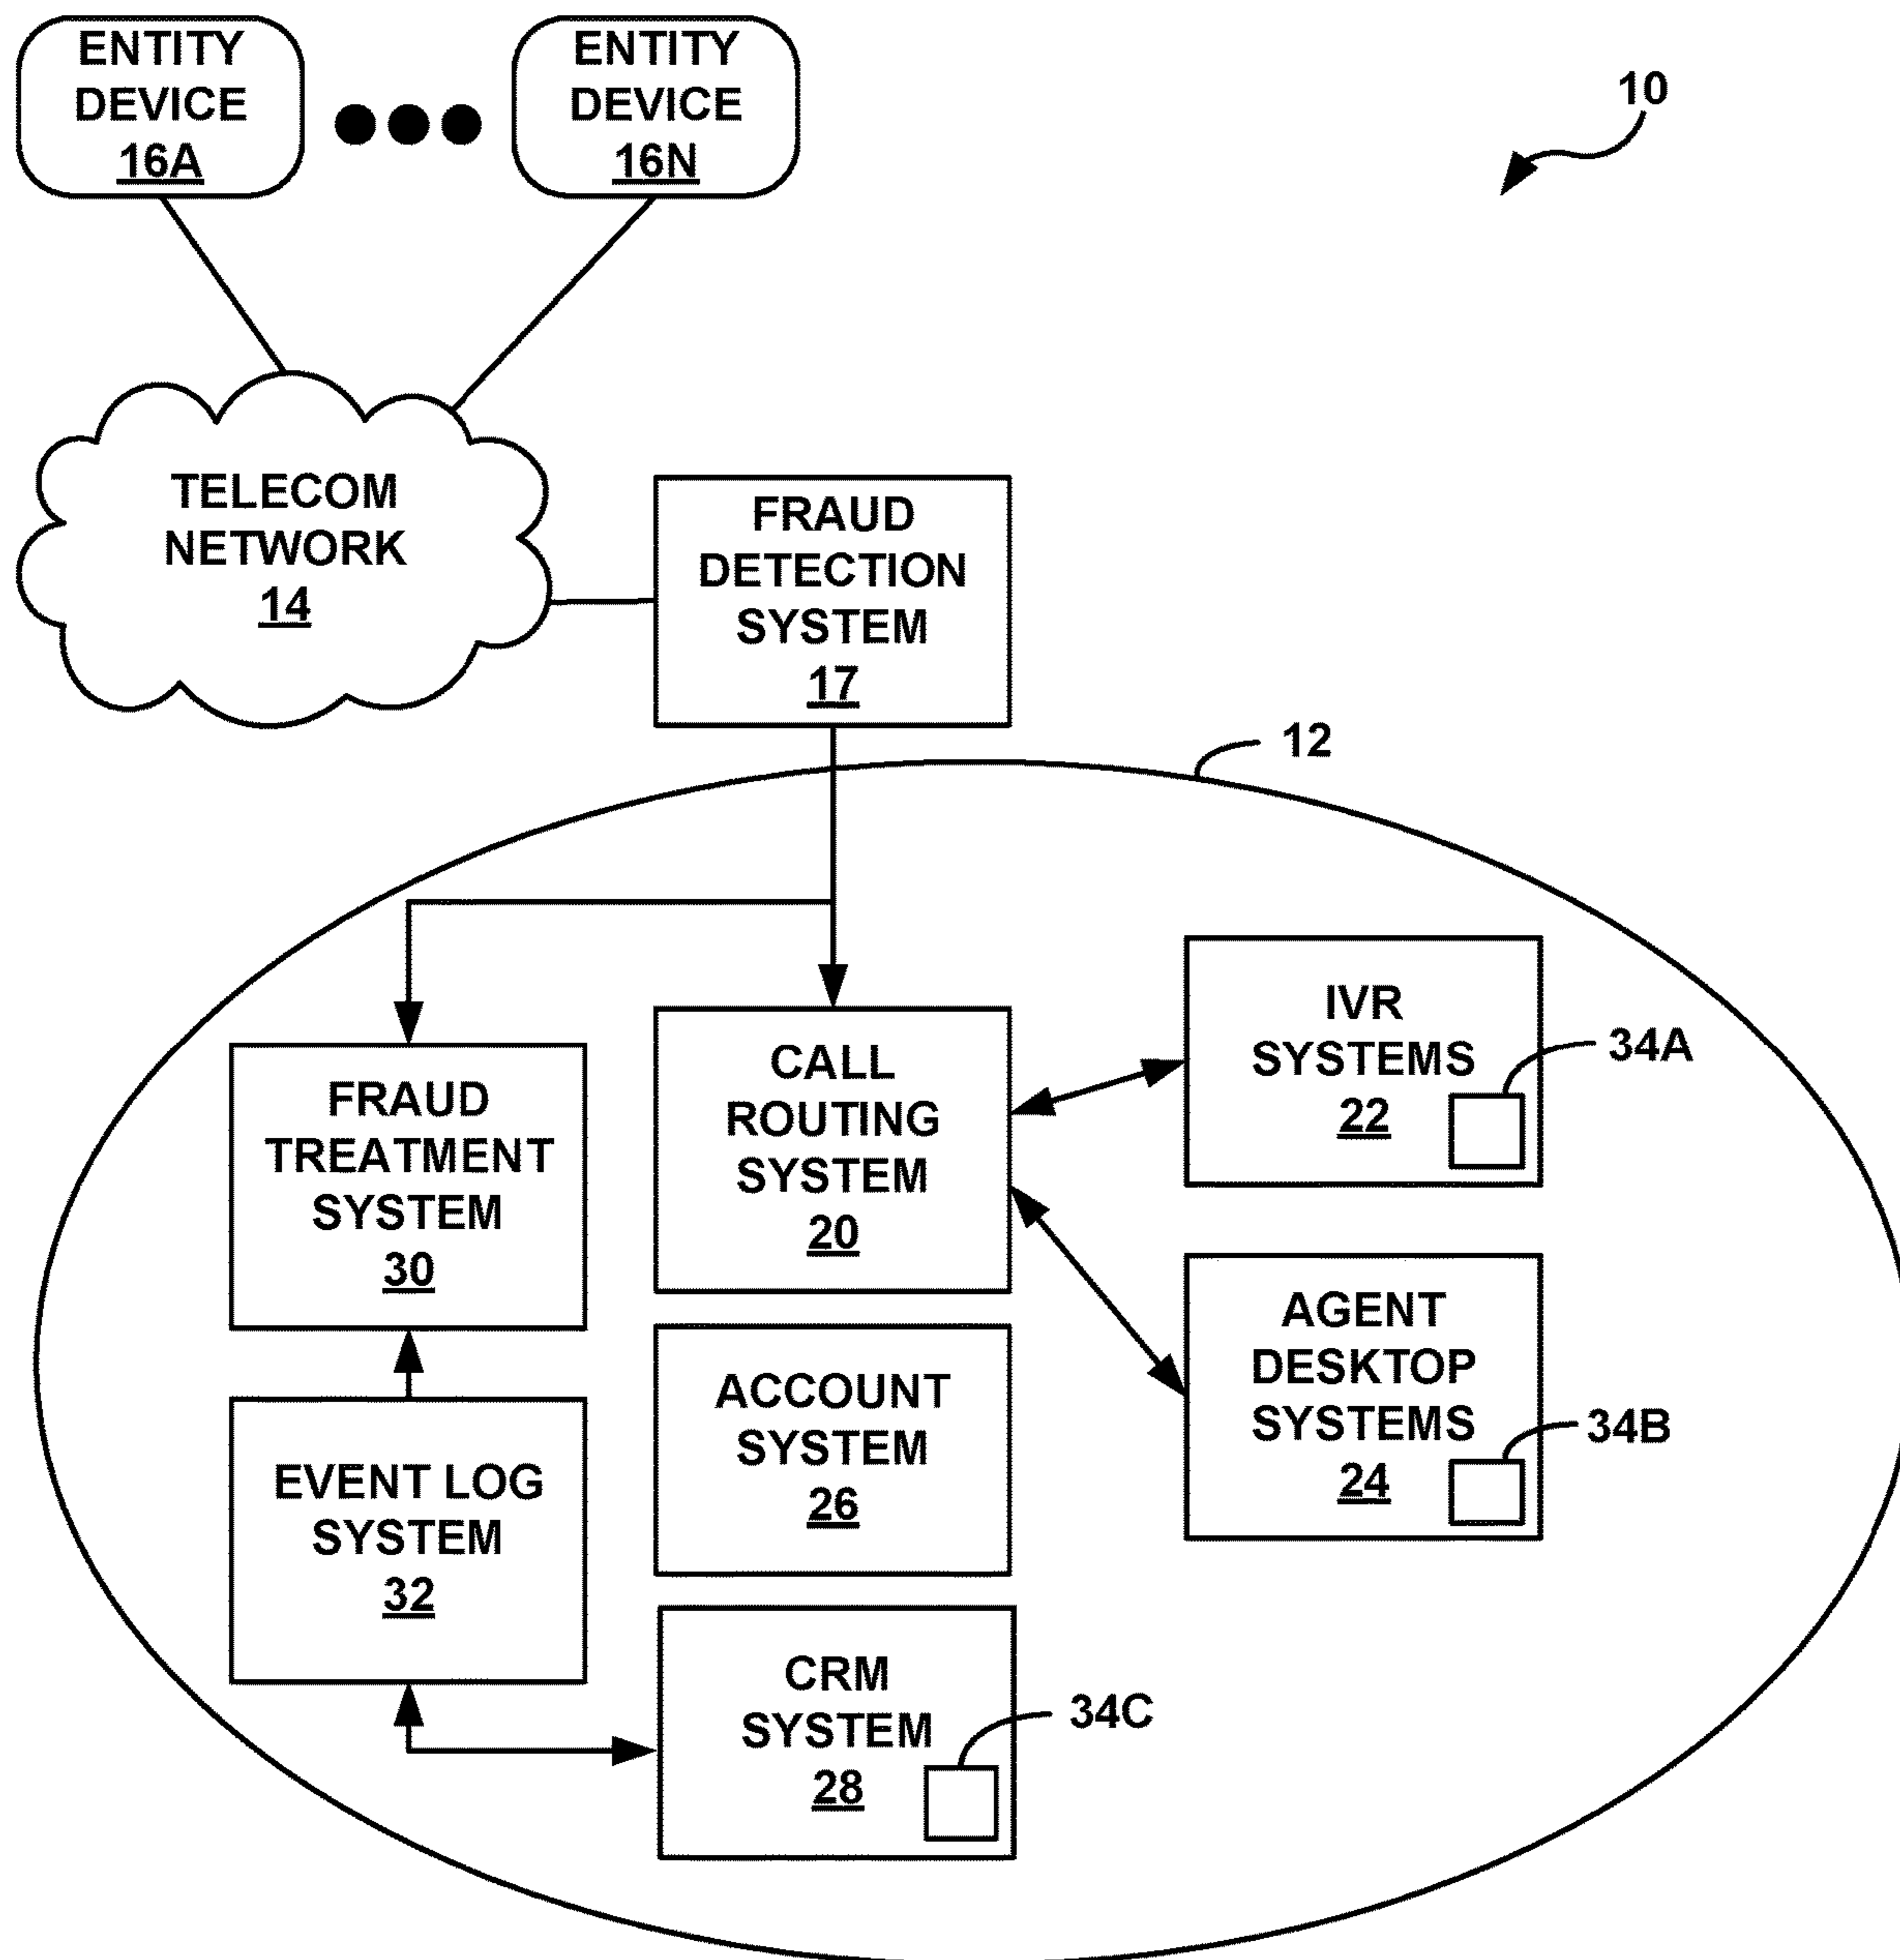 ENTITY
DEVICE
16A
ENTITY
DEVICE
16N
10
TELECOM
NETWORK
14
FRAUD
DETECTION
SYSTEM
17
12
FRAUD
TREATMENT
SYSTEM
30
CALL
ROUTING
SYSTEM
20
IVR
SYSTEMS
22
34A
ACCOUNT
SYSTEM
26
AGENT
DESKTOP
SYSTEMS
24
34B
EVENT LOG
SYSTEM
32
CRM
SYSTEM
28
34C